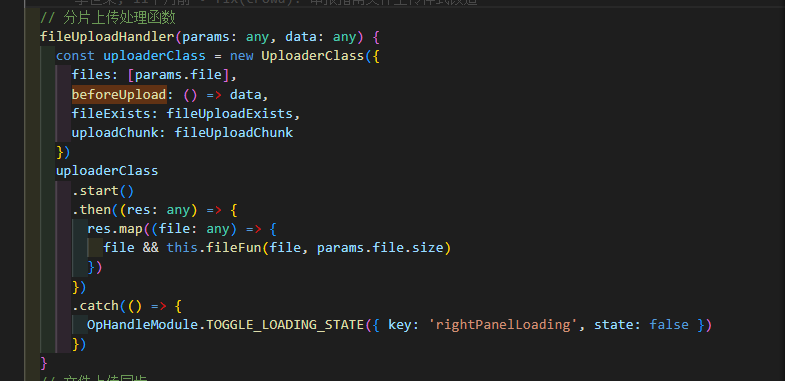 // 分片上传处理函数
fileUploadHandler(params: any, data: any) {
const uploaderClass = new UploaderClass({
files: [params.file],
beforeUpload: () => data,
fileExists: fileUploadExists,
uploadChunk: fileUploadChunk
})
uploaderClass
.start()
.then((res: any) => {
res.map((file: any) => {
file && this.fileFun(file, params.file.size)
})
})
.catch(() => {
OpHandleModule.TOGGLE_LOADING_STATE({ key: 'rightPanelLoading', state: false })
})
}